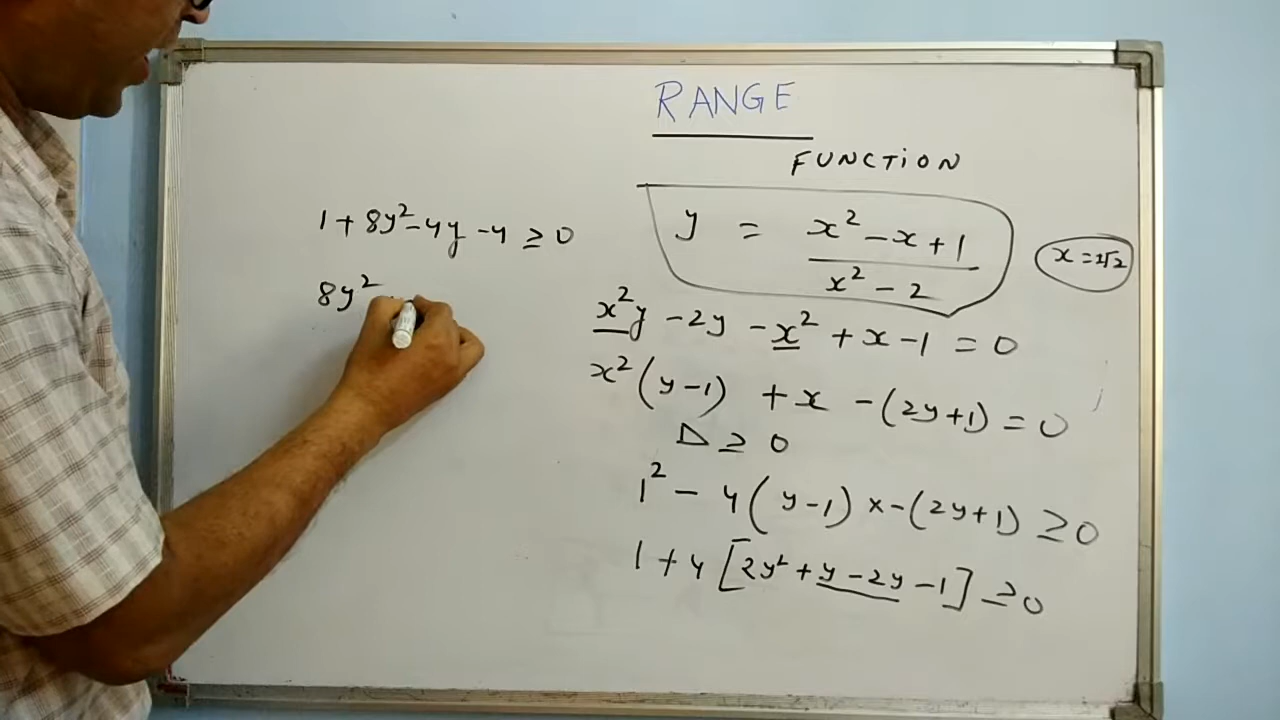 RANGE
FUNCTION
y = (x² - x + 1) / (x² - 2)
x = ±√2
x²y - 2y - x² + x - 1 = 0
x²(y-1) + x - (2y+1) = 0
Δ ≥ 0
1² - 4(y-1) × -(2y+1) ≥ 0
1 + 4[2y² + y - 2y - 1] ≥ 0
1 + 8y² - 4y - 4 ≥ 0
8y²